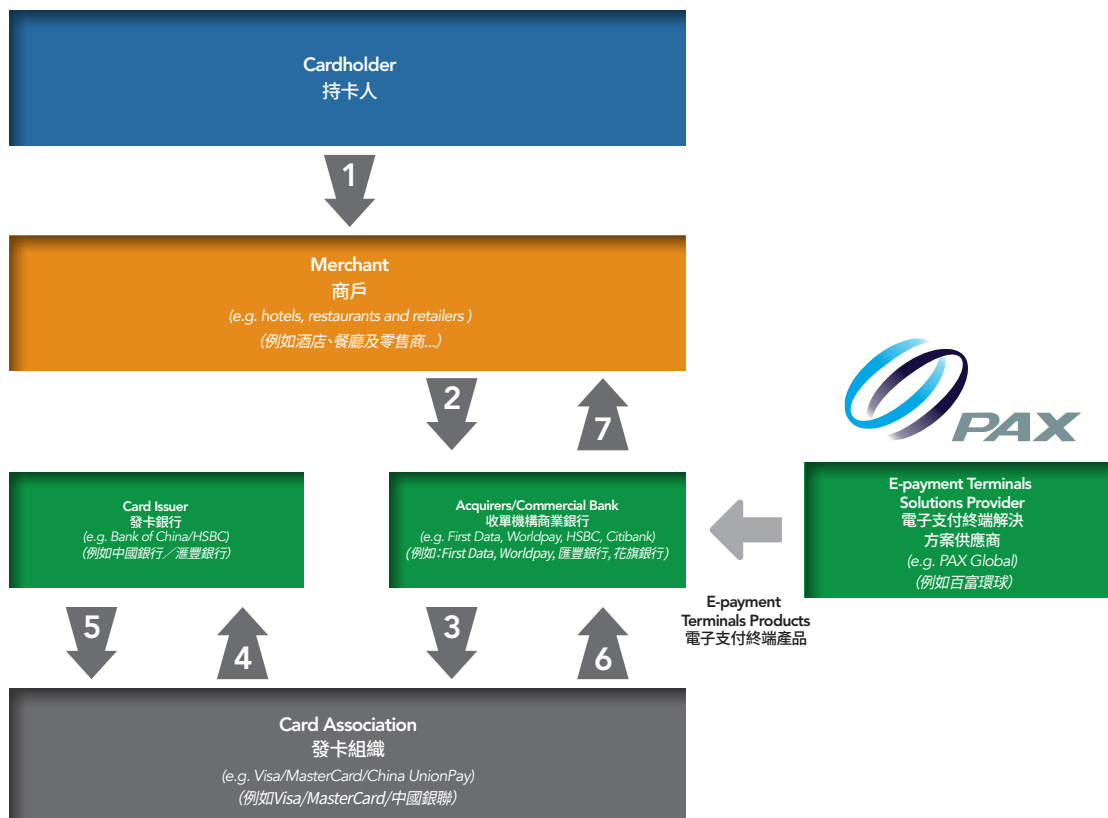 Cardholder
持卡人
1
Merchant
商戶
(e.g. hotels, restaurants and retailers )
（例如酒店、餐廳及零售商...）
2
7
PAX
Card Issuer
發卡銀行
(e.g. Bank of China/HSBC)
（例如中國銀行／滙豐銀行）
Acquirers/Commercial Bank
收單機構商業銀行
(e.g. First Data, Worldpay, HSBC, Citibank)
（例如：First Data, Worldpay, 匯豐銀行, 花旗銀行）
E-payment Terminals
Solutions Provider
電子支付終端解決
方案供應商
(e.g. PAX Global)
（例如百富環球）
E-payment
Terminals Products
電子支付終端產品
5
4
3
6
Card Association
發卡組織
(e.g. Visa/MasterCard/China UnionPay)
（例如Visa/MasterCard/中國銀聯）